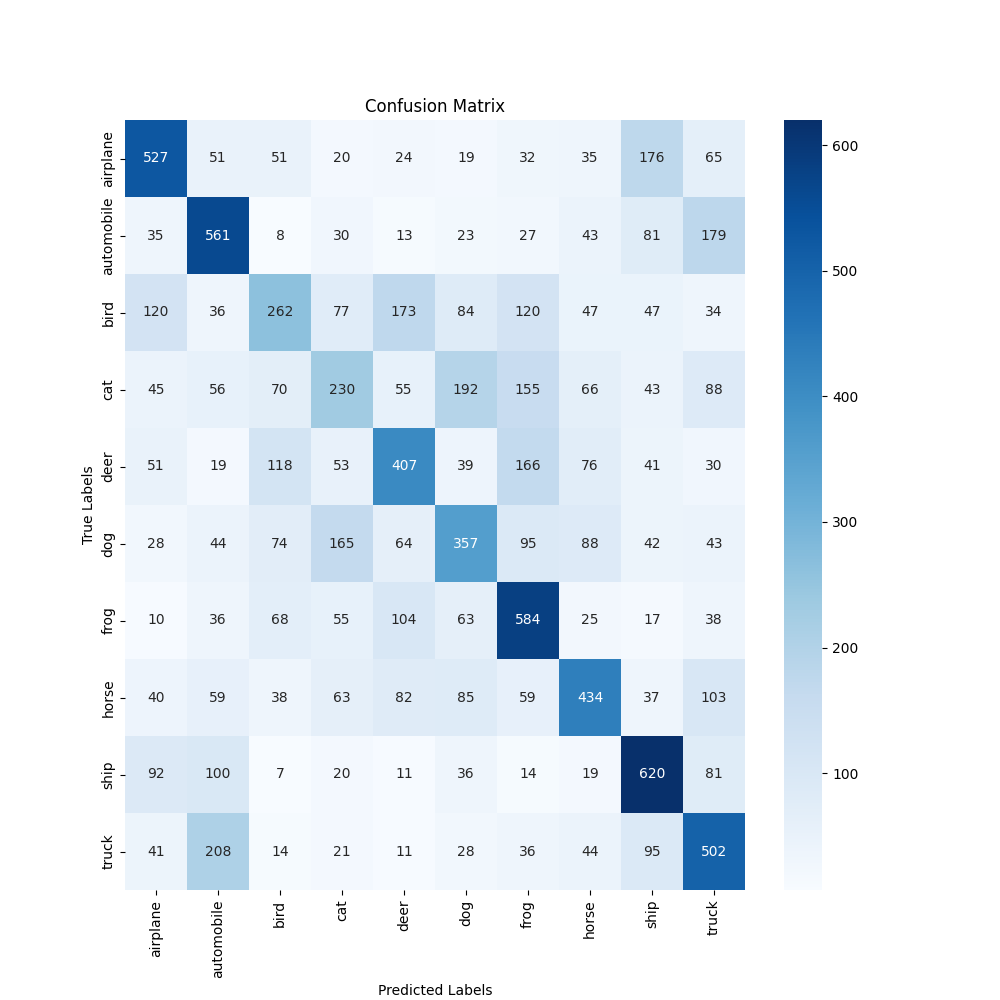 Confusion Matrix
airplane 527 51 51 20 24 19 32 35 176 65
automobile 35 561 8 30 13 23 27 43 81 179
bird 120 36 262 77 173 84 120 47 47 34
cat 45 56 70 230 55 192 155 66 43 88
deer 51 19 118 53 407 39 166 76 41 30
dog 28 44 74 165 64 357 95 88 42 43
frog 10 36 68 55 104 63 584 25 17 38
horse 40 59 38 63 82 85 59 434 37 103
ship 92 100 7 20 11 36 14 19 620 81
truck 41 208 14 21 11 28 36 44 95 502
airplane automobile bird cat deer dog frog horse ship truck
Predicted Labels
True Labels
600
500
400
300
200
100